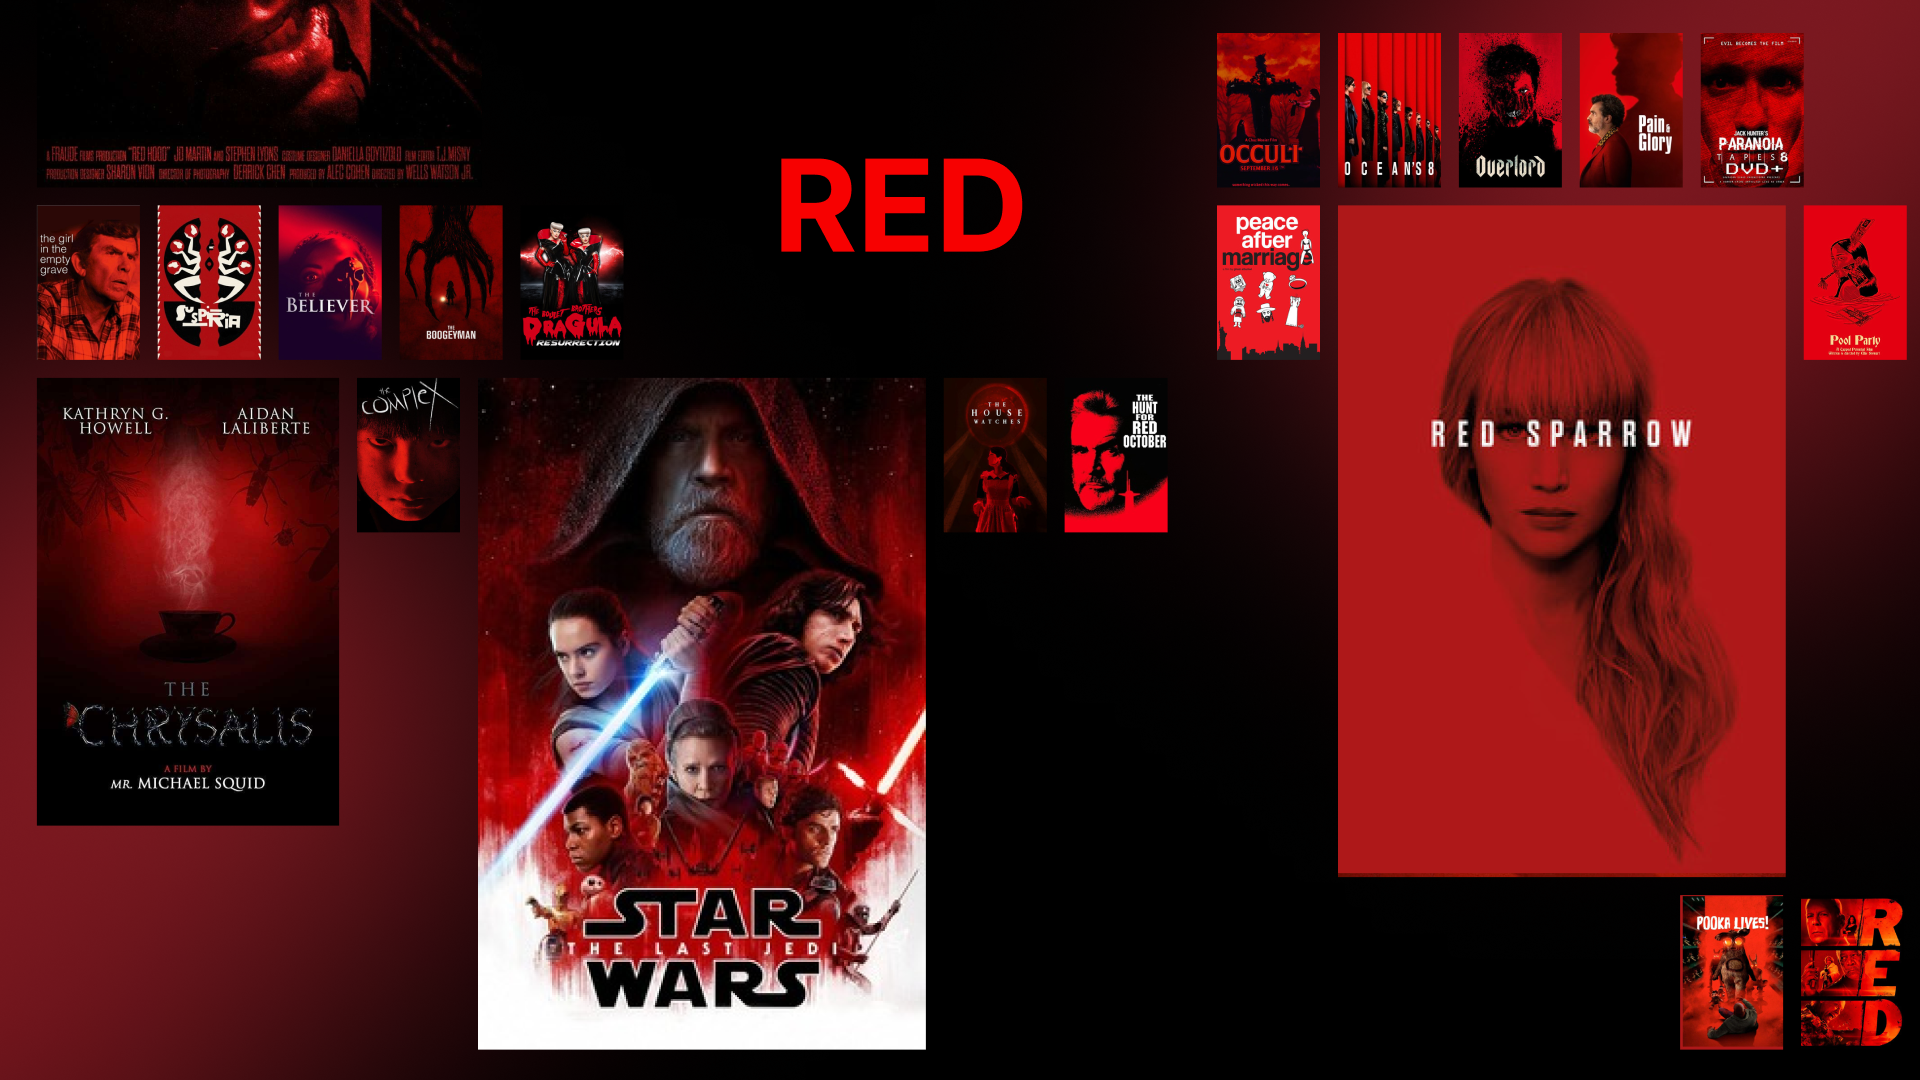 A FRAUDE FILMS PRODUCTION "RED HOOD" JO MARTIN AND STEPHEN LYONS COSTUME DESIGNER DANIELLA GOYTIZOLO FILM EDITOR T.J. MISNY
PRODUCTION DESIGNER SHARON VION DIRECTOR OF PHOTOGRAPHY DERRICK CHEN PRODUCED BY ALEC COHEN DIRECTED BY WELLS WATSON JR.
RED
OCCULT
SEPTEMBER 16
OCEAN'S 8
Overlord
Pain &
Glory
EVIL BECOMES THE FILM
JACK HUNTER'S
PARANOIA
TAPES 8
DVD+
the girl
in the
empty
grave
SUSPIRIA
THE
BELIEVER
THE
BOOGEYMAN
THE BOULET BROTHERS
DRAGULA
RESURRECTION
peace
after
marriage
RED SPARROW
Pool Party
KATHRYN G.
HOWELL
AIDAN
LALIBERTE
THE
CHRYSALIS
A FILM BY
MR. MICHAEL SQUID
THE
COMPLEX
STAR
THE LAST JEDI
WARS
THE
HOUSE
WATCHES
THE
HUNT
FOR
RED
OCTOBER
POOKA LIVES!
RED